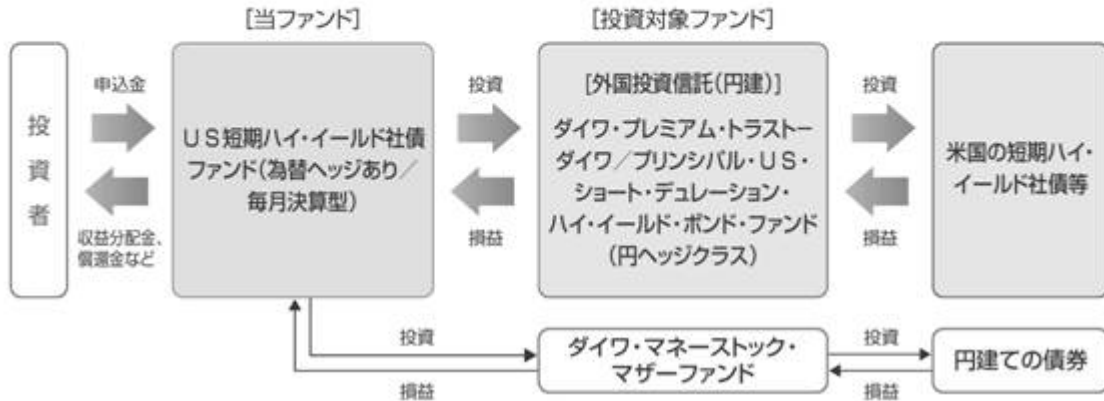 [当ファンド]
[投資対象ファンド]
投資者
申込金
収益分配金、
償還金など
US短期ハイ・イールド社債
ファンド(為替ヘッジあり／
毎月決算型)
投資
損益
[外国投資信託(円建)]
ダイワ・プレミアム・トラスト－
ダイワ／プリンシパル・US・
ショート・デュレーション・
ハイ・イールド・ボンド・ファンド
(円ヘッジクラス)
投資
損益
米国の短期ハイ・
イールド社債等
投資
損益
ダイワ・マネーストック・
マザーファンド
投資
損益
円建ての債券